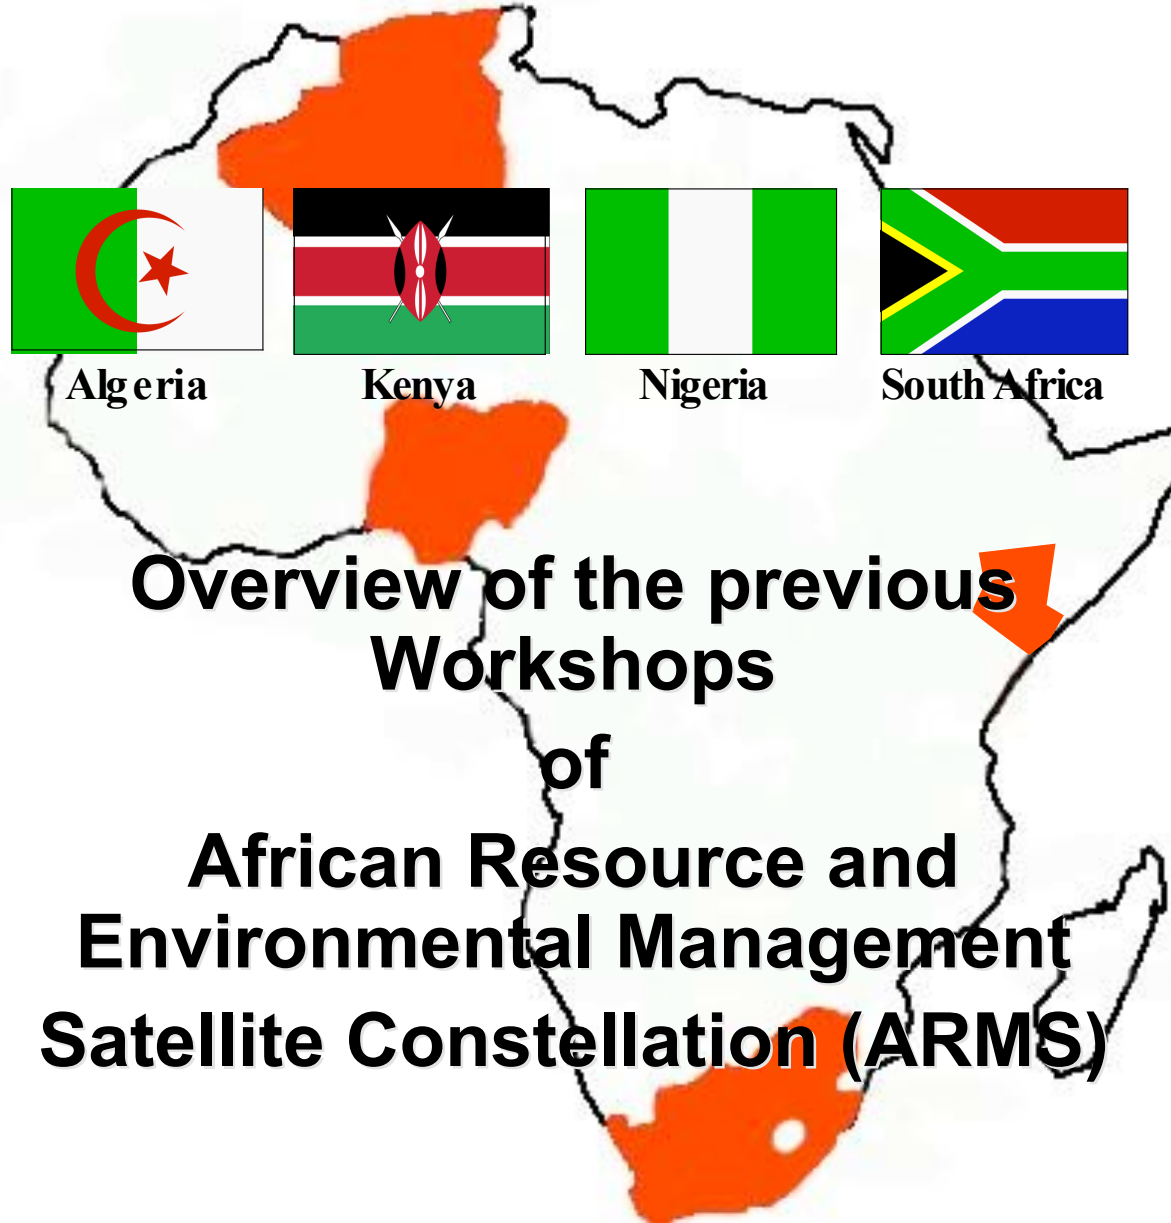 Algeria Kenya Nigeria South Africa
Overview of the previous
Workshops
of
African Resource and
Environmental Management
Satellite Constellation (ARMS)